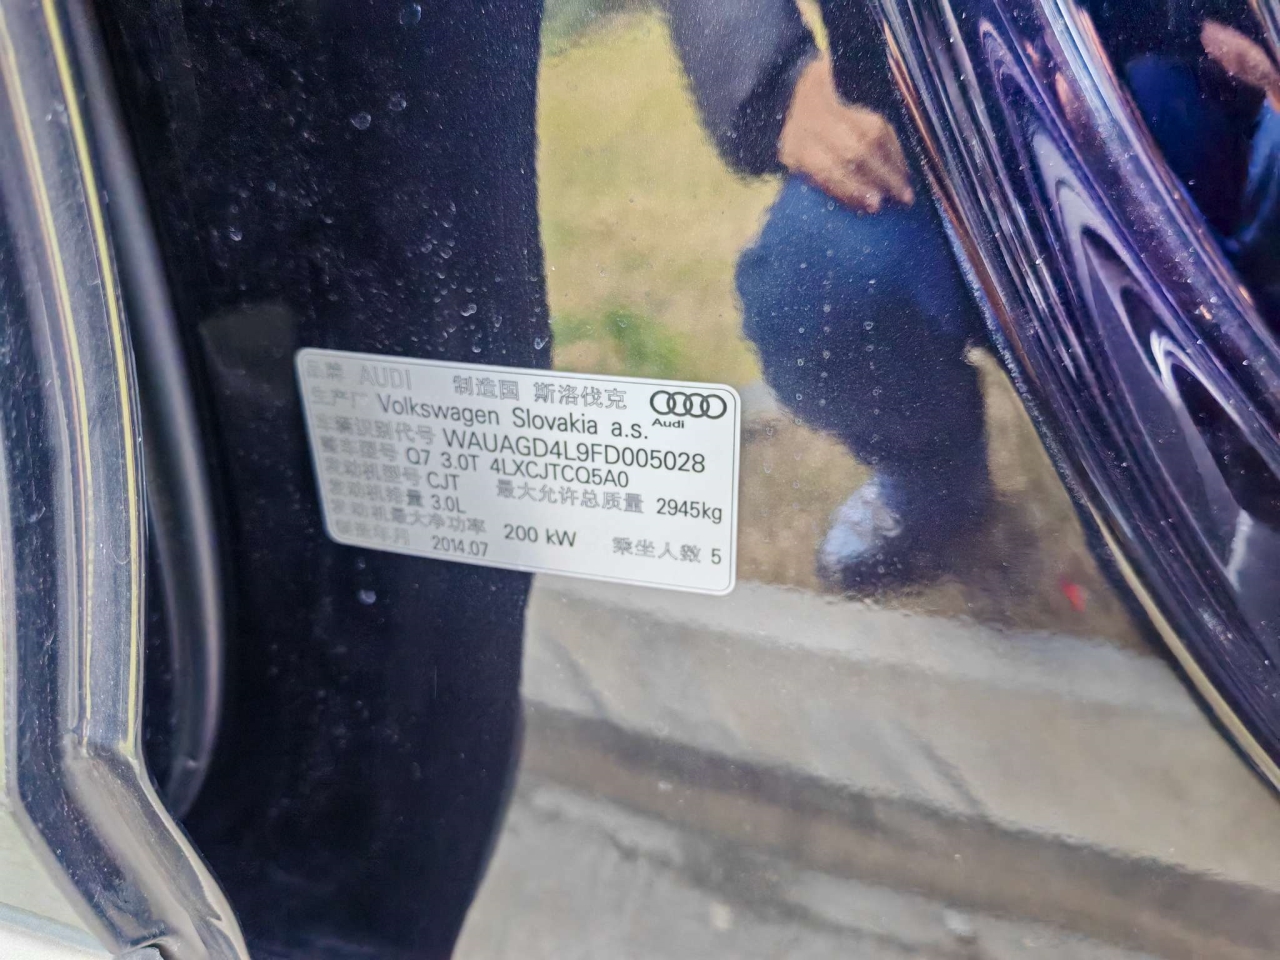 品牌 AUDI 制造国 斯洛伐克
Audi
生产厂 Volkswagen Slovakia a.s.
车辆识别代号 WAUAGD4L9FD005028
整车型号 Q7 3.0T 4LXCJTCQ5A0
发动机型号 CJT 最大允许总质量 2945kg
发动机排量 3.0L
发动机最大净功率 200 kW 乘坐人数 5
制造年月 2014.07